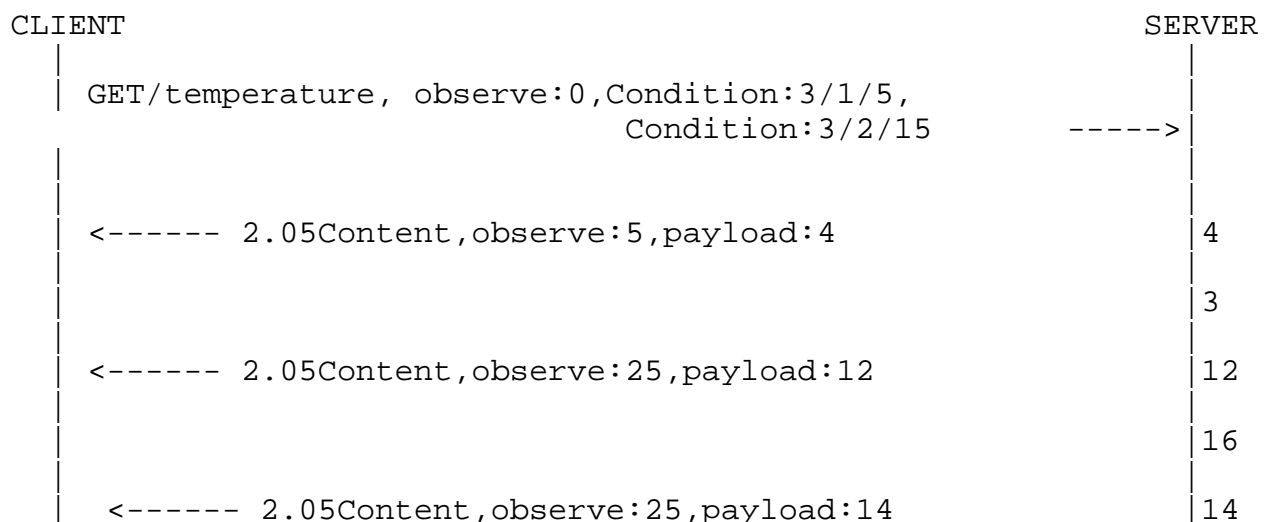 CLIENT SERVER
GET/temperature, observe:0,Condition:3/1/5,
Condition:3/2/15 ----->
<------ 2.05Content,observe:5,payload:4 4
3
<------ 2.05Content,observe:25,payload:12 12
16
<------ 2.05Content,observe:25,payload:14 14